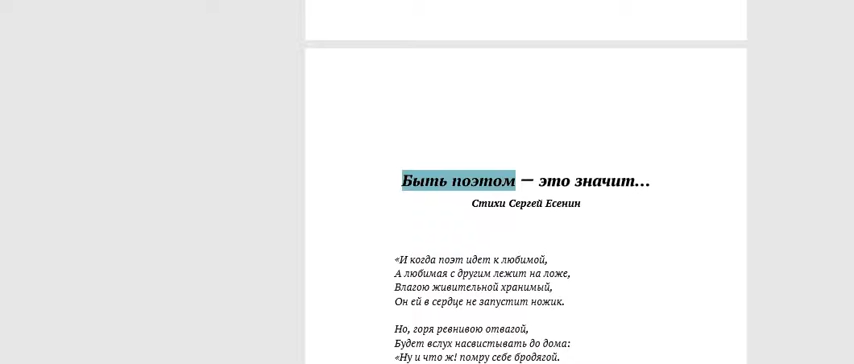 Быть поэтом — это значит...
Стихи Сергей Есенин
«И когда поэт идет к любимой,
А любимая с другим лежит на ложе,
Влагою живительной хранимый,
Он ей в сердце не запустит ножик.
Но, горя ревнивою отвагой,
Будет вслух насвистывать до дома:
«Ну и что ж! помру себе бродягой.